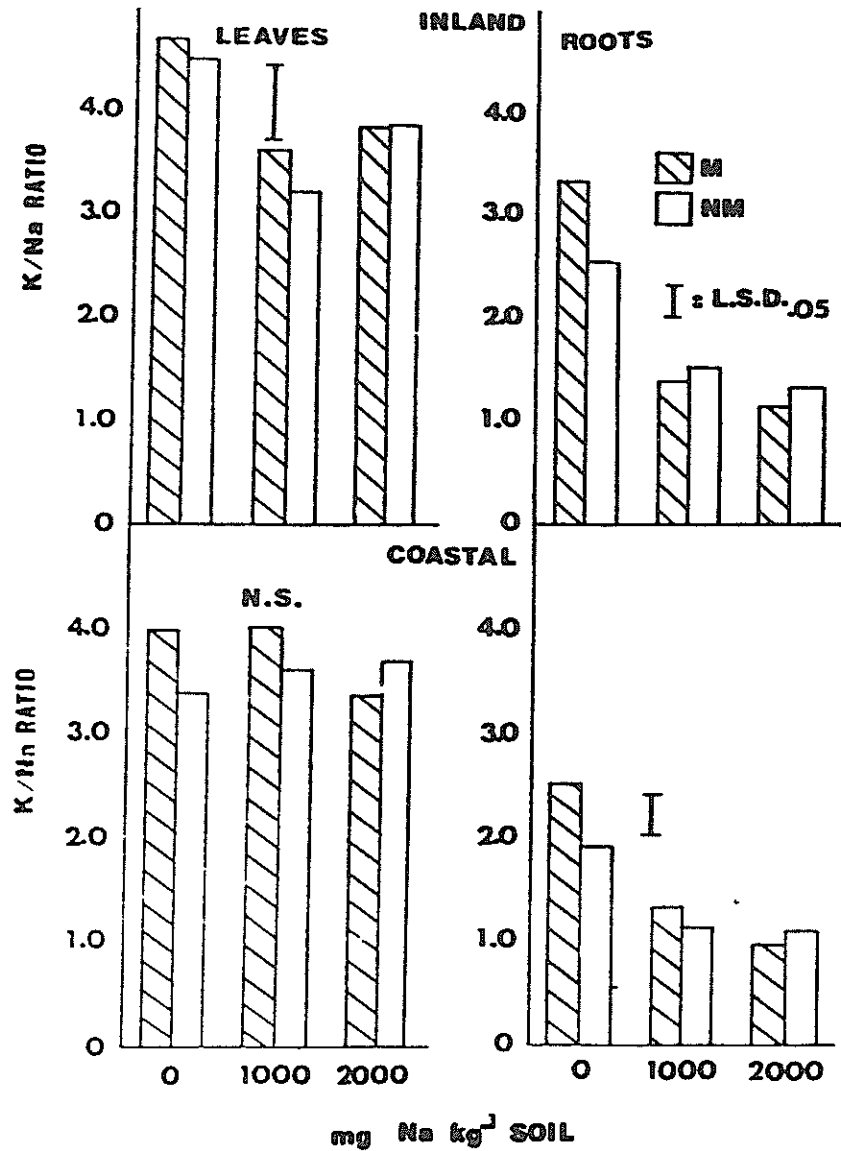 INLAND
LEAVES
ROOTS
K/Na RATIO
4.0
3.0
2.0
1.0
0
4.0
3.0
2.0
1.0
0
M
NM
: L.S.D..05
COASTAL
N.S.
K/Na RATIO
4.0
3.0
2.0
1.0
0
4.0
3.0
2.0
1.0
0
0 1000 2000
0 1000 2000
mg Na kg-1 SOIL